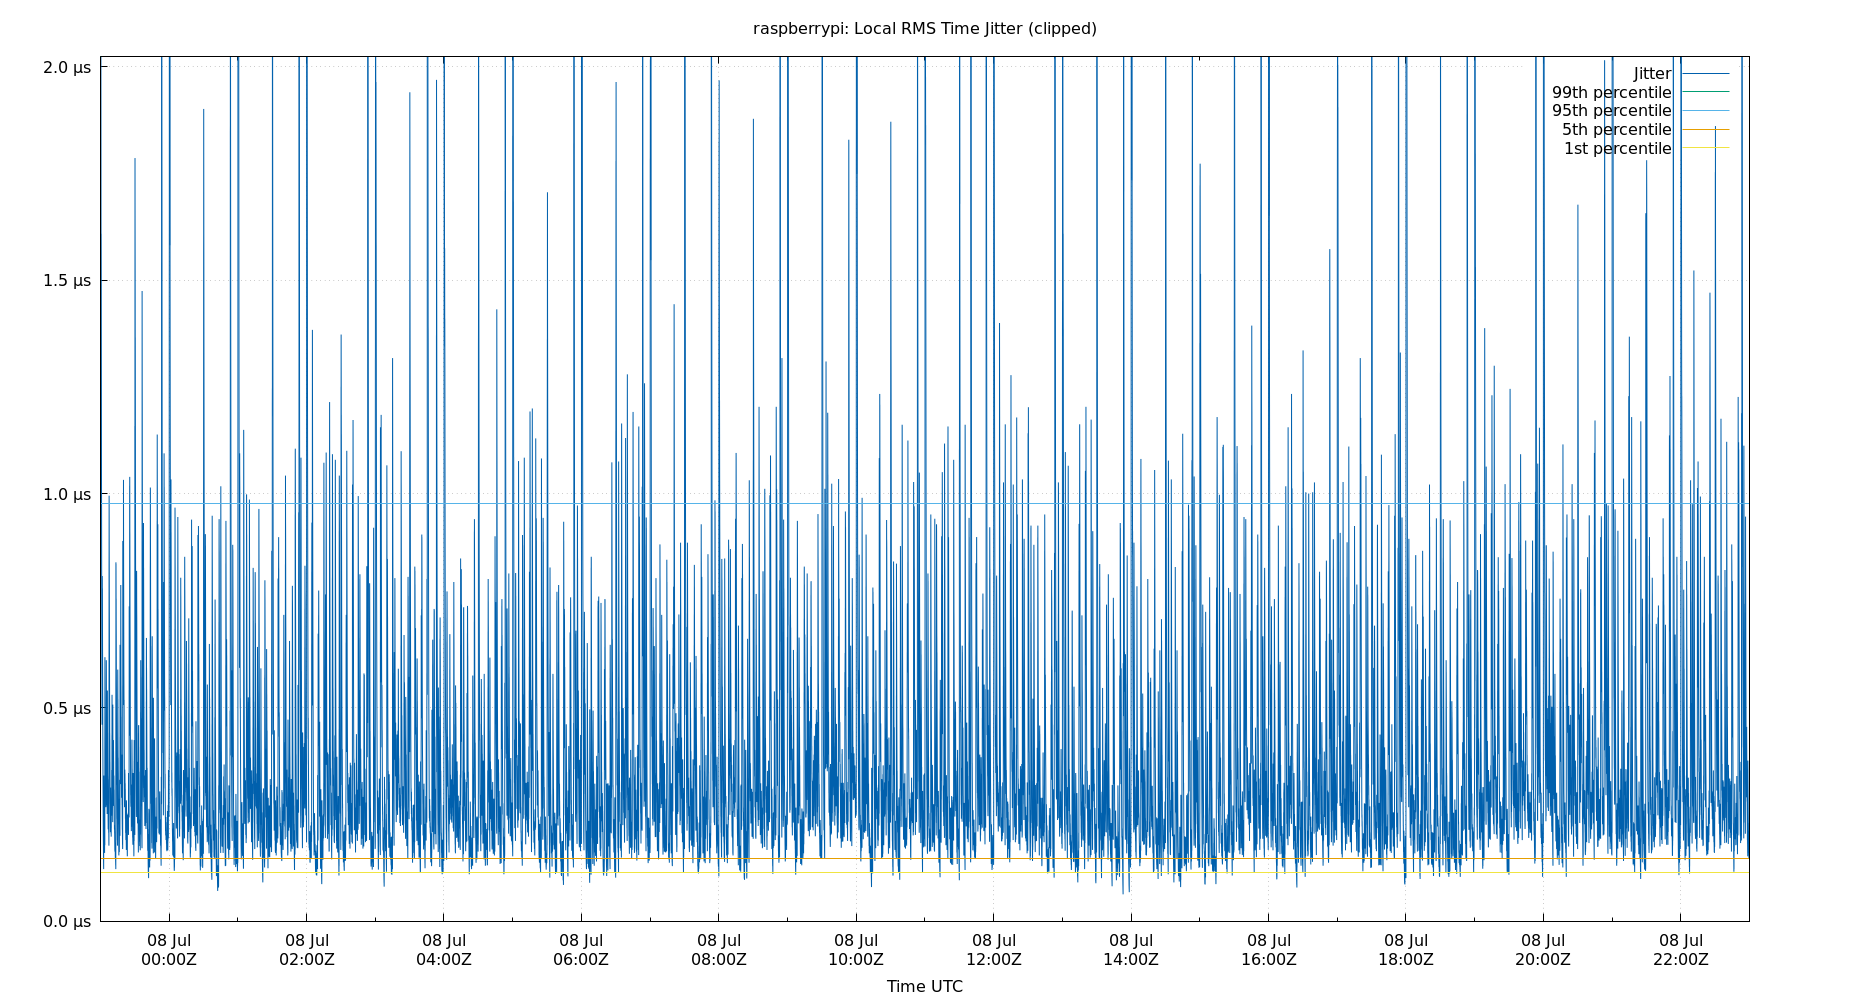 raspberrypi: Local RMS Time Jitter (clipped)
2.0 μs
1.5 μs
1.0 μs
0.5 μs
0.0 μs
Jitter
99th percentile
95th percentile
5th percentile
1st percentile
08 Jul 08 Jul 08 Jul 08 Jul 08 Jul 08 Jul 08 Jul 08 Jul 08 Jul 08 Jul 08 Jul 08 Jul
00:00Z 02:00Z 04:00Z 06:00Z 08:00Z 10:00Z 12:00Z 14:00Z 16:00Z 18:00Z 20:00Z 22:00Z
Time UTC